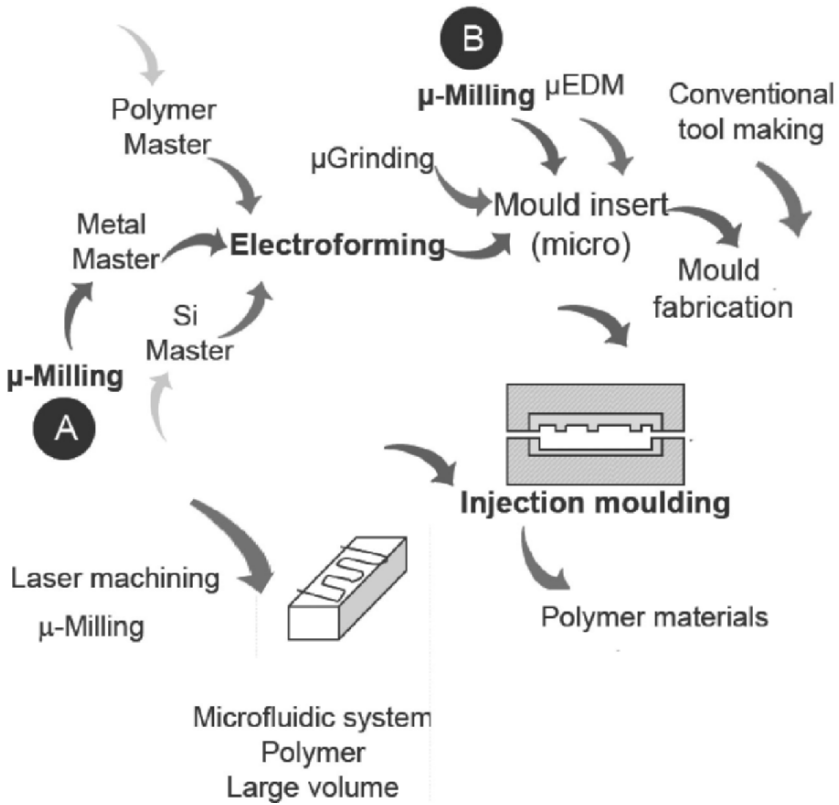 B
μ-Milling
μEDM
Conventional
tool making
Polymer
Master
μGrinding
Mould insert
(micro)
Metal
Master
Electroforming
Mould
fabrication
Si
Master
μ-Milling
A
Injection moulding
Laser machining
μ-Milling
Polymer materials
Microfluidic system
Polymer
Large volume